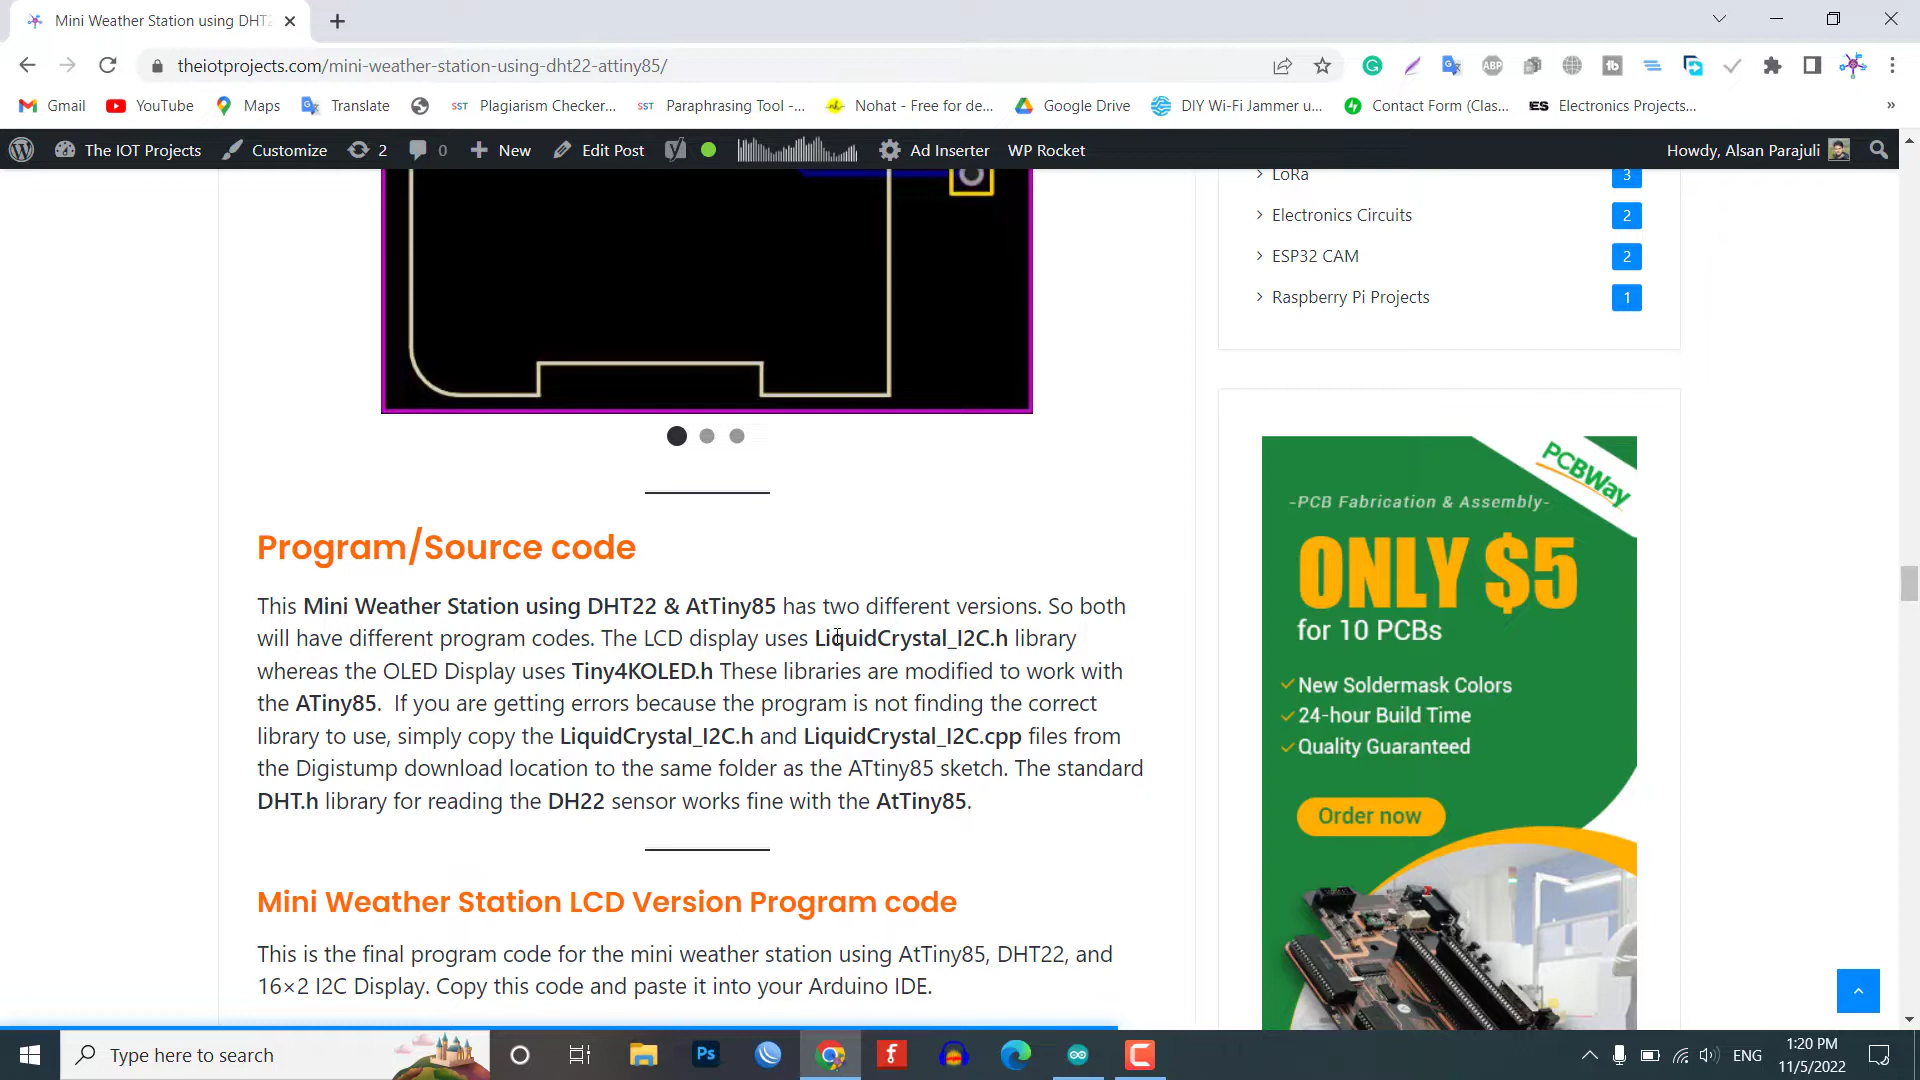 Mini Weather Station using DHT2
theiotprojects.com/mini-weather-station-using-dht22-attiny85/
Gmail YouTube Maps Translate Plagiarism Checker... Paraphrasing Tool -... Nohat - Free for de... Google Drive DIY Wi-Fi Jammer u... Contact Form (Clas... Electronics Projects... »
The IOT Projects Customize 2 0 New Edit Post Ad Inserter WP Rocket Howdy, Alsan Parajuli
LoRa 3
Electronics Circuits 2
ESP32 CAM 2
Raspberry Pi Projects 1
Program/Source code
This Mini Weather Station using DHT22 & AtTiny85 has two different versions. So both
will have different program codes. The LCD display uses LiquidCrystal_I2C.h library
whereas the OLED Display uses Tiny4KOLED.h These libraries are modified to work with
the ATiny85.  If you are getting errors because the program is not finding the correct
library to use, simply copy the LiquidCrystal_I2C.h and LiquidCrystal_I2C.cpp files from
the Digistump download location to the same folder as the ATtiny85 sketch. The standard
DHT.h library for reading the DH22 sensor works fine with the AtTiny85.
Mini Weather Station LCD Version Program code
This is the final program code for the mini weather station using AtTiny85, DHT22, and
16×2 I2C Display. Copy this code and paste it into your Arduino IDE.
PCBWay
-PCB Fabrication & Assembly-
ONLY $5
for 10 PCBs
New Soldermask Colors
24-hour Build Time
Quality Guaranteed
Order now
Type here to search
Ps
ENG
1:20 PM
11/5/2022